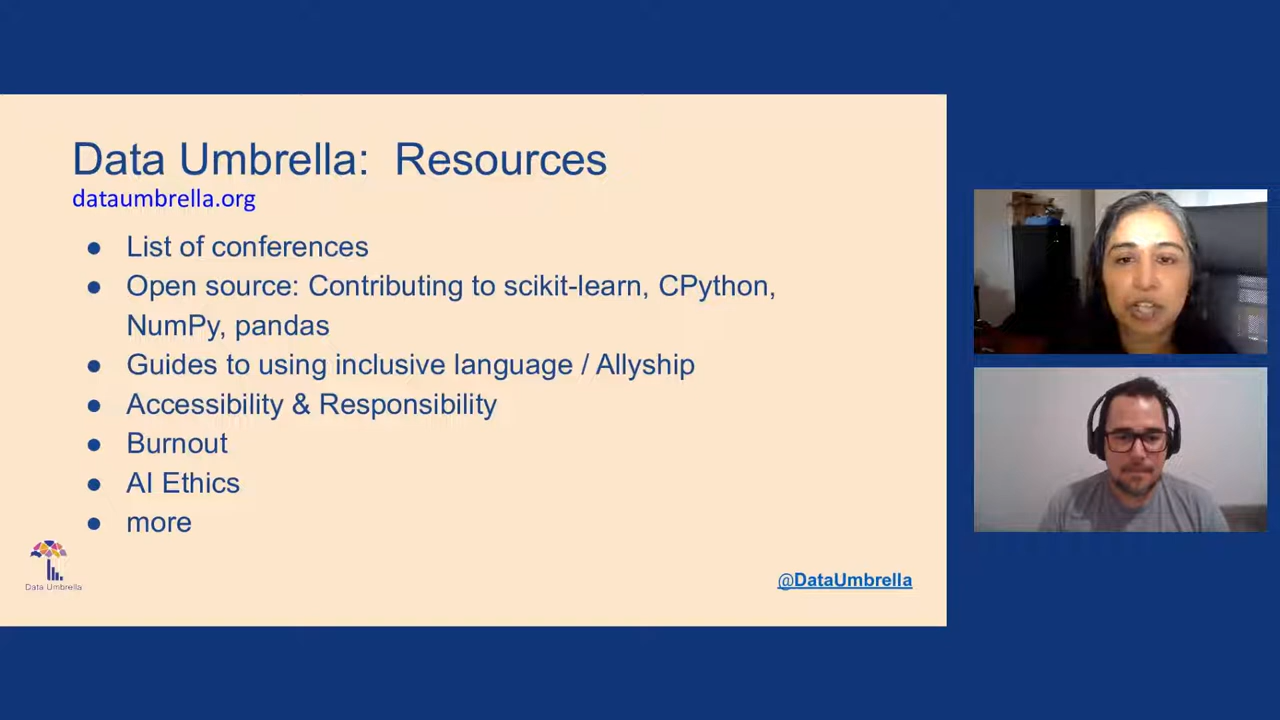 Data Umbrella: Resources
dataumbrella.org
● List of conferences
● Open source: Contributing to scikit-learn, CPython,
NumPy, pandas
● Guides to using inclusive language / Allyship
● Accessibility & Responsibility
● Burnout
● AI Ethics
● more
Data Umbrella
@DataUmbrella